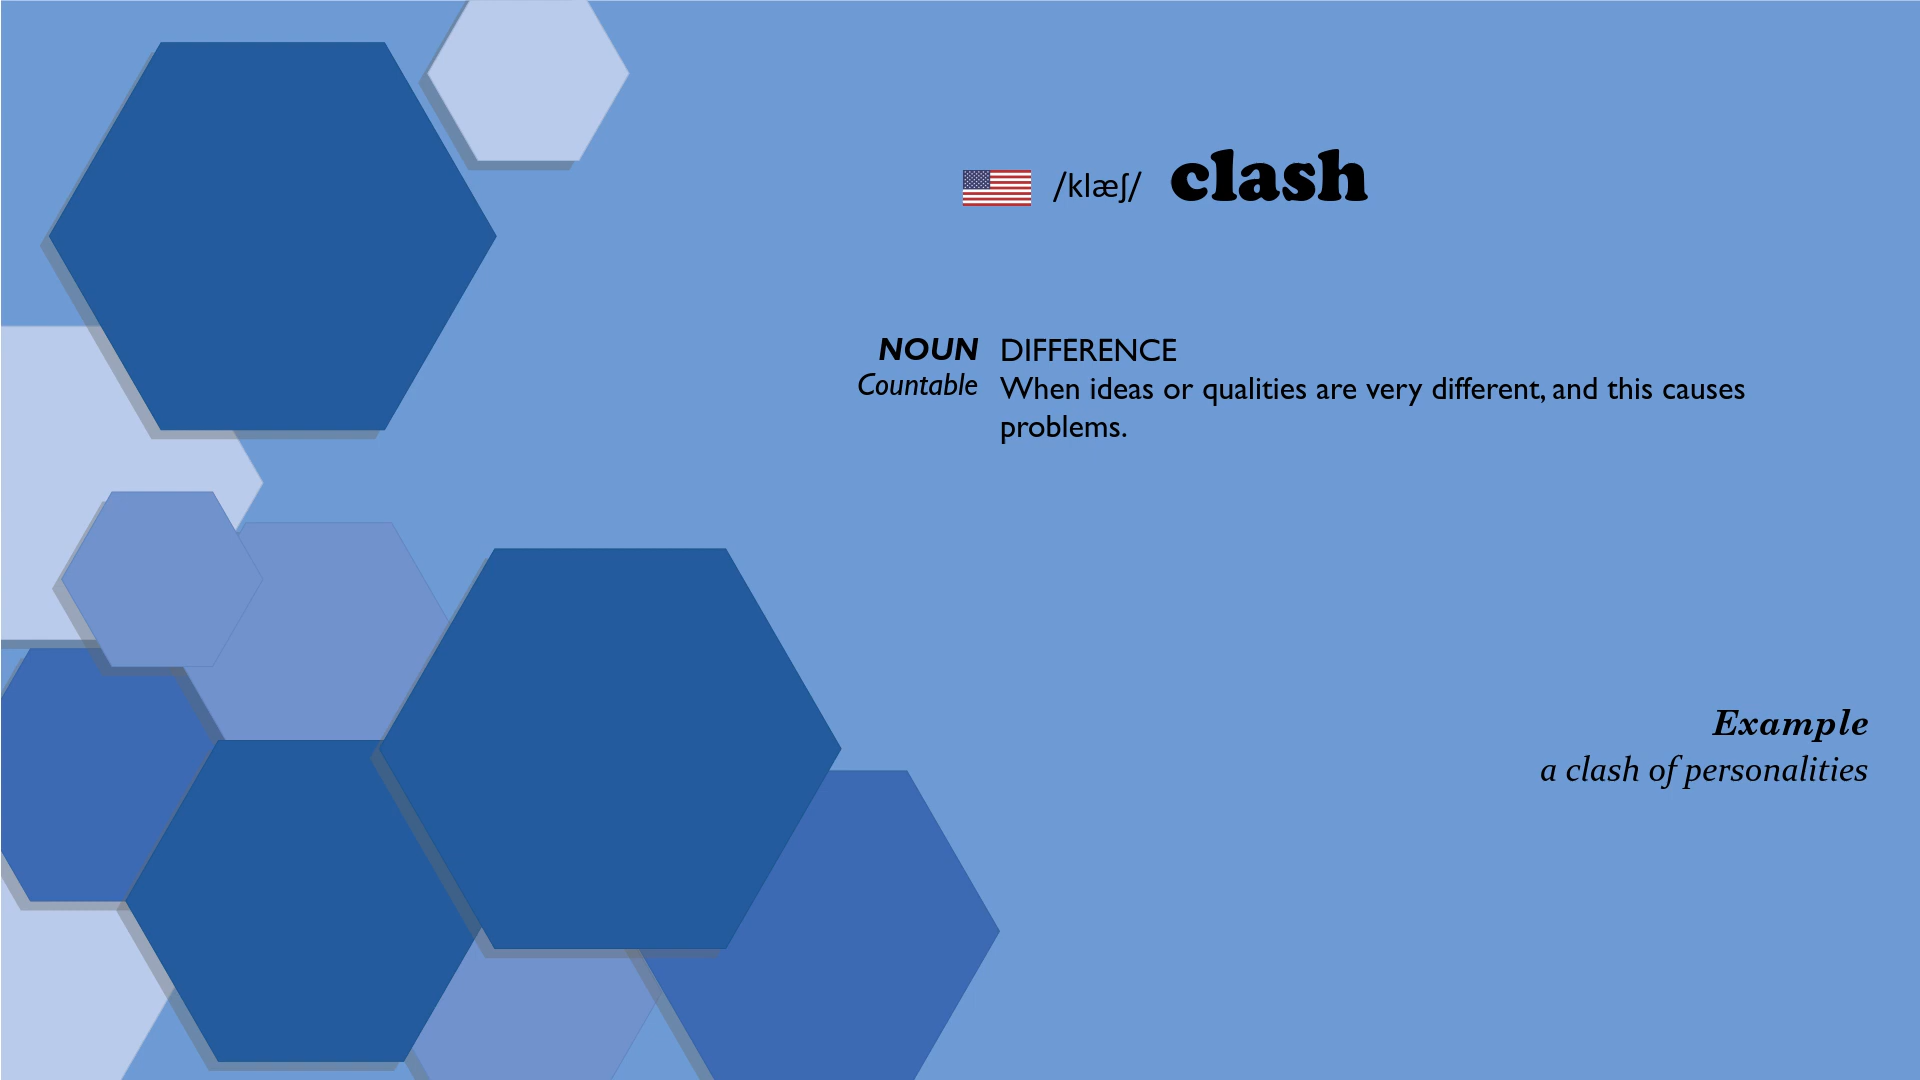 /klæʃ/ clash
NOUN DIFFERENCE
Countable When ideas or qualities are very different, and this causes
problems.
Example
a clash of personalities